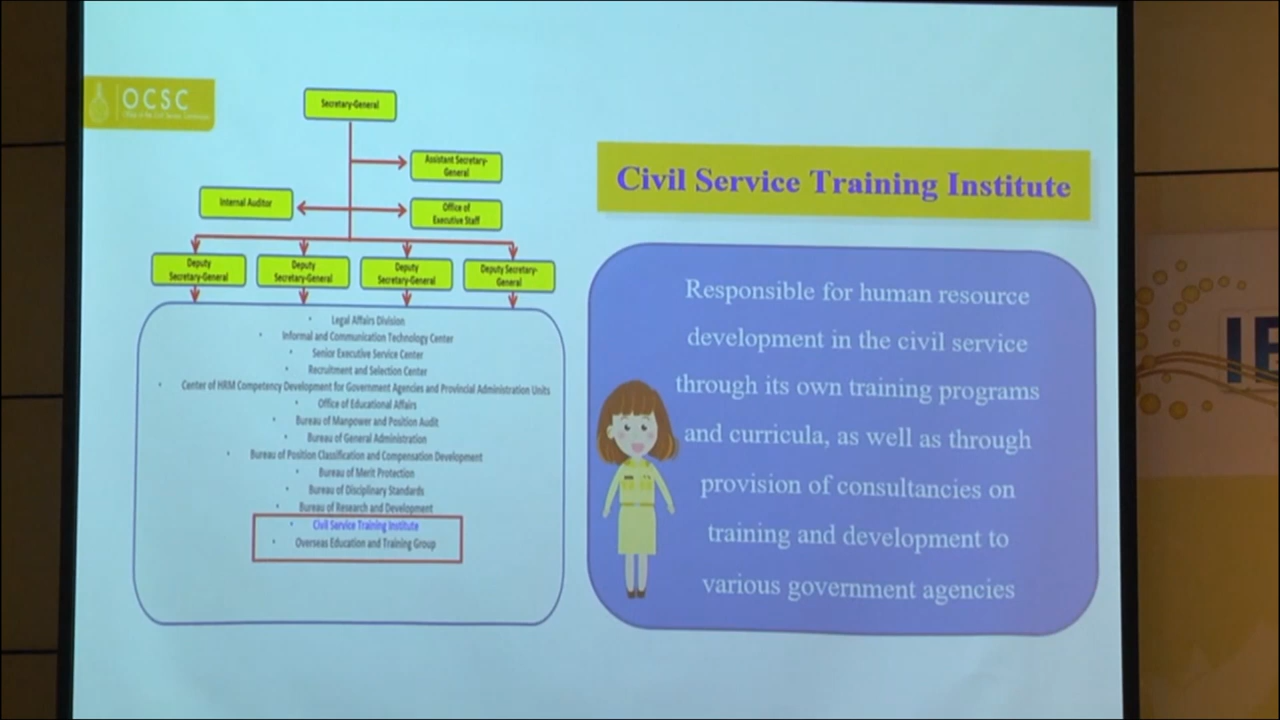 OCSC
Office of the Civil Service Commission
Secretary-General
Assistant Secretary-
General
Internal Auditor
Office of
Executive Staff
Deputy
Secretary-General
Deputy
Secretary-General
Deputy
Secretary-General
Deputy Secretary-
General
• Legal Affairs Division
• Informal and Communication Technology Center
• Senior Executive Service Center
• Recruitment and Selection Center
• Center of HRM Competency Development for Government Agencies and Provincial Administration Units
• Office of Educational Affairs
• Bureau of Manpower and Position Audit
• Bureau of General Administration
• Bureau of Position Classification and Compensation Development
• Bureau of Merit Protection
• Bureau of Disciplinary Standards
• Bureau of Research and Development
• Civil Service Training Institute
• Overseas Education and Training Group
Civil Service Training Institute
Responsible for human resource
development in the civil service
through its own training programs
and curricula, as well as through
provision of consultancies on
training and development to
various government agencies